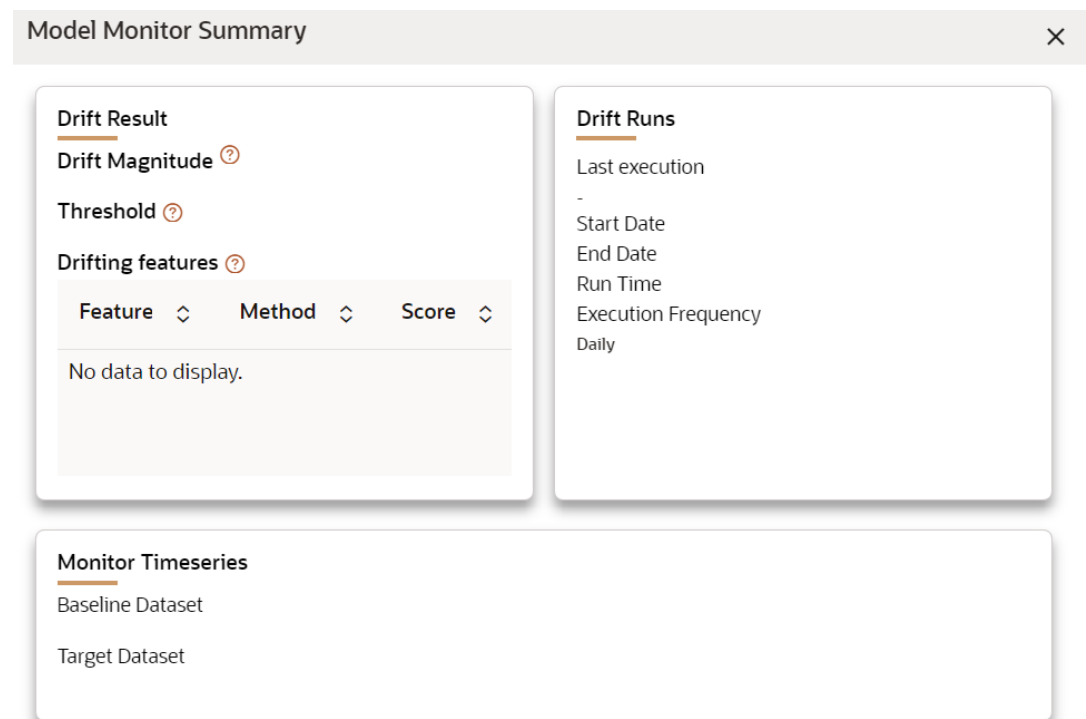 Model Monitor Summary
Drift Result
Drift Magnitude ?
Threshold ?
Drifting features ?
Feature Method Score
No data to display.
Drift Runs
Last execution
-
Start Date
End Date
Run Time
Execution Frequency
Daily
Monitor Timeseries
Baseline Dataset
Target Dataset